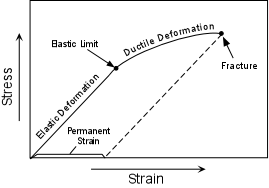 Ductile Deformation
Elastic Limit
Fracture
Elastic Deformation
Permanent
Strain
Stress
Strain